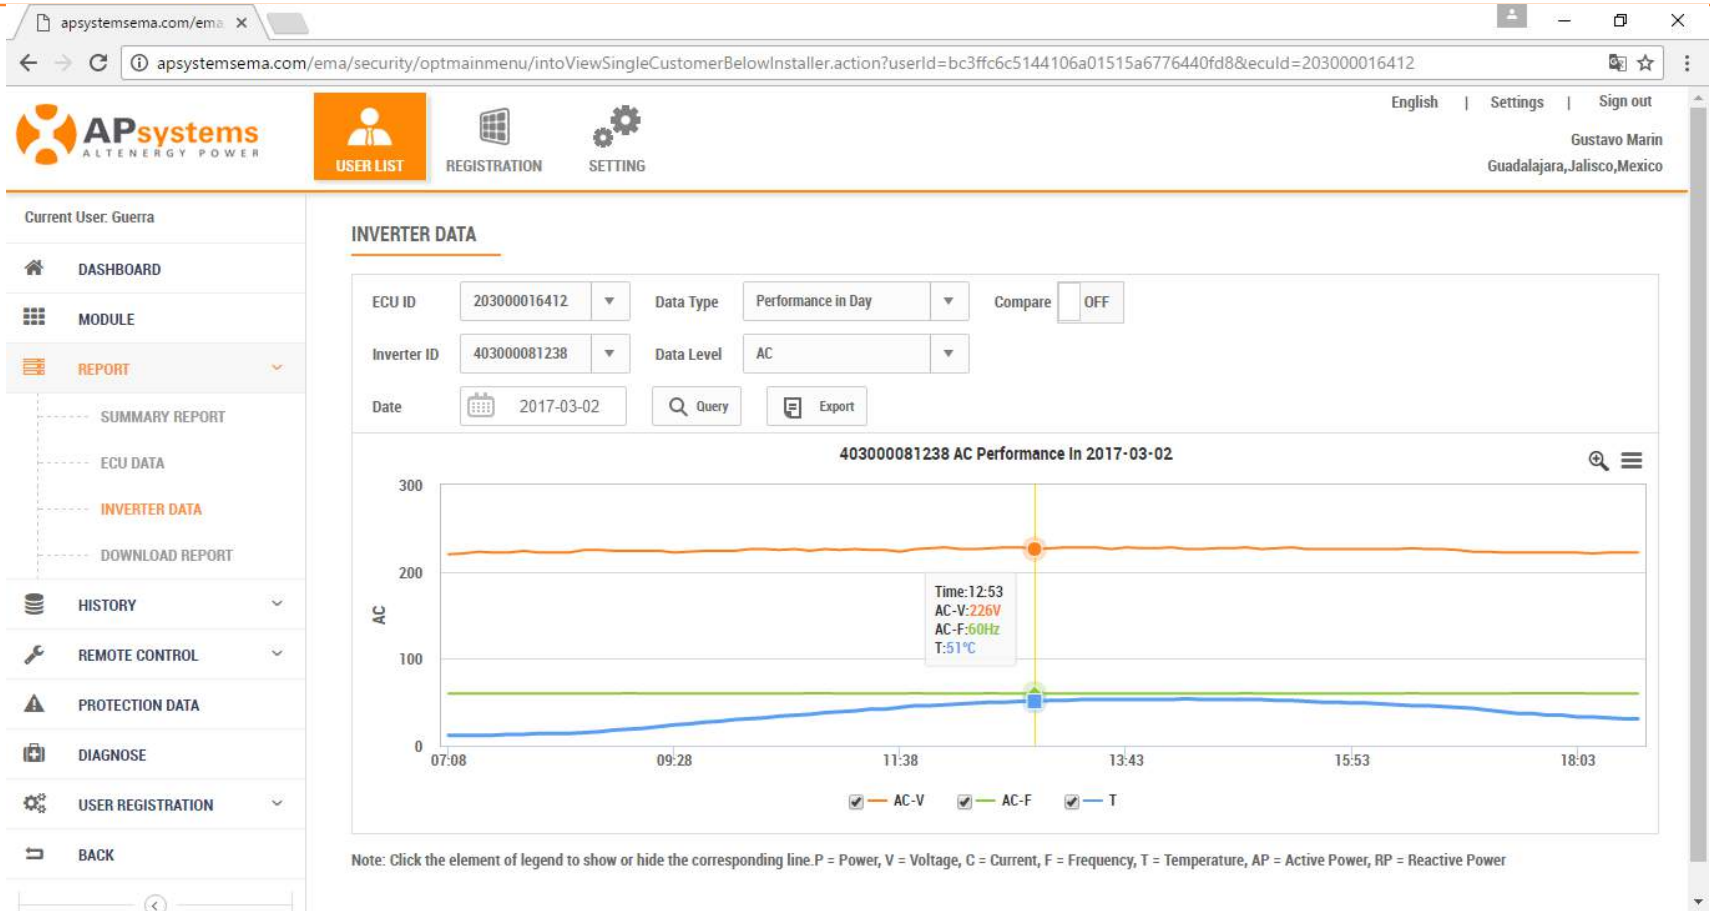 apsystemsema.com/ema
apsystemsema.com/ema/security/optmainmenu/intoViewSingleCustomerBelowInstaller.action?userId=bc3ffc6c5144106a01515a6776440fd8&ecuId=203000016412
English | Settings | Sign out
APsystems
ALTENERGY POWER
USER LIST
REGISTRATION
SETTING
Gustavo Marin
Guadalajara,Jalisco,Mexico
Current User: Guerra
DASHBOARD
MODULE
REPORT
SUMMARY REPORT
ECU DATA
INVERTER DATA
DOWNLOAD REPORT
HISTORY
REMOTE CONTROL
PROTECTION DATA
DIAGNOSE
USER REGISTRATION
BACK
INVERTER DATA
ECU ID 203000016412 Data Type Performance in Day Compare OFF
Inverter ID 403000081238 Data Level AC
Date 2017-03-02 Query Export
403000081238 AC Performance In 2017-03-02
300
200
100
0
AC
Time:12:53
AC-V:226V
AC-F:60Hz
T:51°C
07:08 09:28 11:38 13:43 15:53 18:03
AC-V AC-F T
Note: Click the element of legend to show or hide the corresponding line.P = Power, V = Voltage, C = Current, F = Frequency, T = Temperature, AP = Active Power, RP = Reactive Power